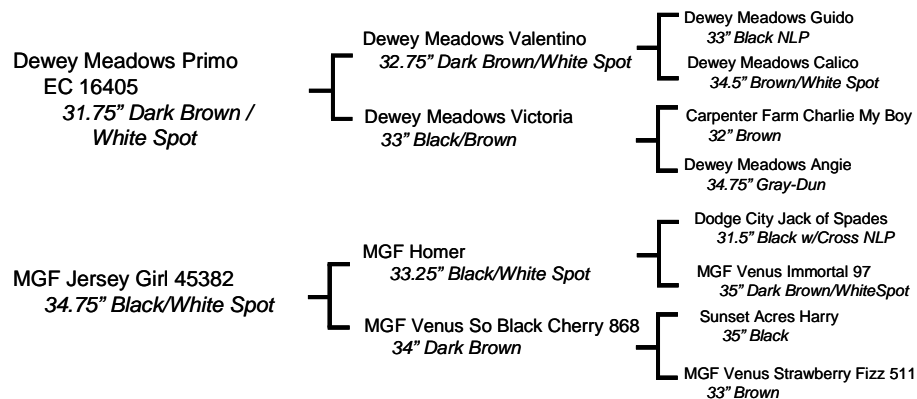 Dewey Meadows Primo
EC 16405
31.75” Dark Brown /
White Spot
Dewey Meadows Valentino
32.75” Dark Brown/White Spot
Dewey Meadows Victoria
33” Black/Brown
Dewey Meadows Guido
33” Black NLP
Dewey Meadows Calico
34.5” Brown/White Spot
Carpenter Farm Charlie My Boy
32” Brown
Dewey Meadows Angie
34.75” Gray-Dun
MGF Jersey Girl 45382
34.75” Black/White Spot
MGF Homer
33.25” Black/White Spot
MGF Venus So Black Cherry 868
34” Dark Brown
Dodge City Jack of Spades
31.5” Black w/Cross NLP
MGF Venus Immortal 97
35” Dark Brown/WhiteSpot
Sunset Acres Harry
35” Black
MGF Venus Strawberry Fizz 511
33” Brown